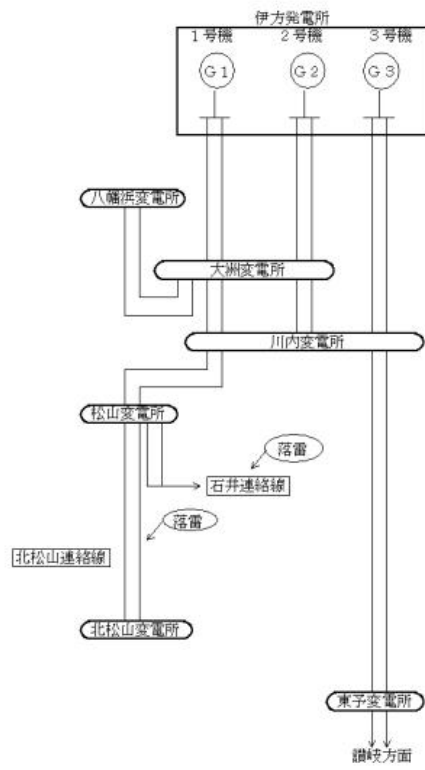 伊方発電所
１号機 ２号機 ３号機
Ｇ１ Ｇ２ Ｇ３
八幡浜変電所
大洲変電所
川内変電所
松山変電所
落雷
石井連絡線
落雷
北松山連絡線
北松山変電所
東予変電所
讃岐方面